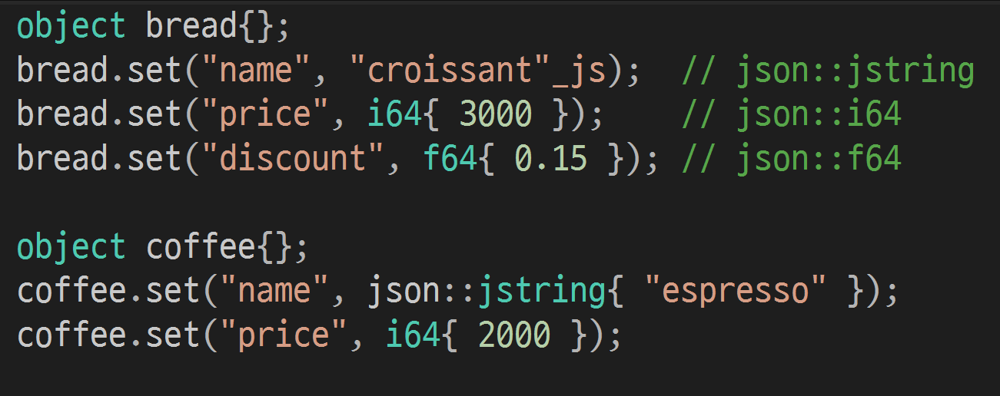 object bread{};
bread.set("name", "croissant"_js);  // json::jstring
bread.set("price", i64{ 3000 });    // json::i64
bread.set("discount", f64{ 0.15 }); // json::f64
object coffee{};
coffee.set("name", json::jstring{ "espresso" });
coffee.set("price", i64{ 2000 });